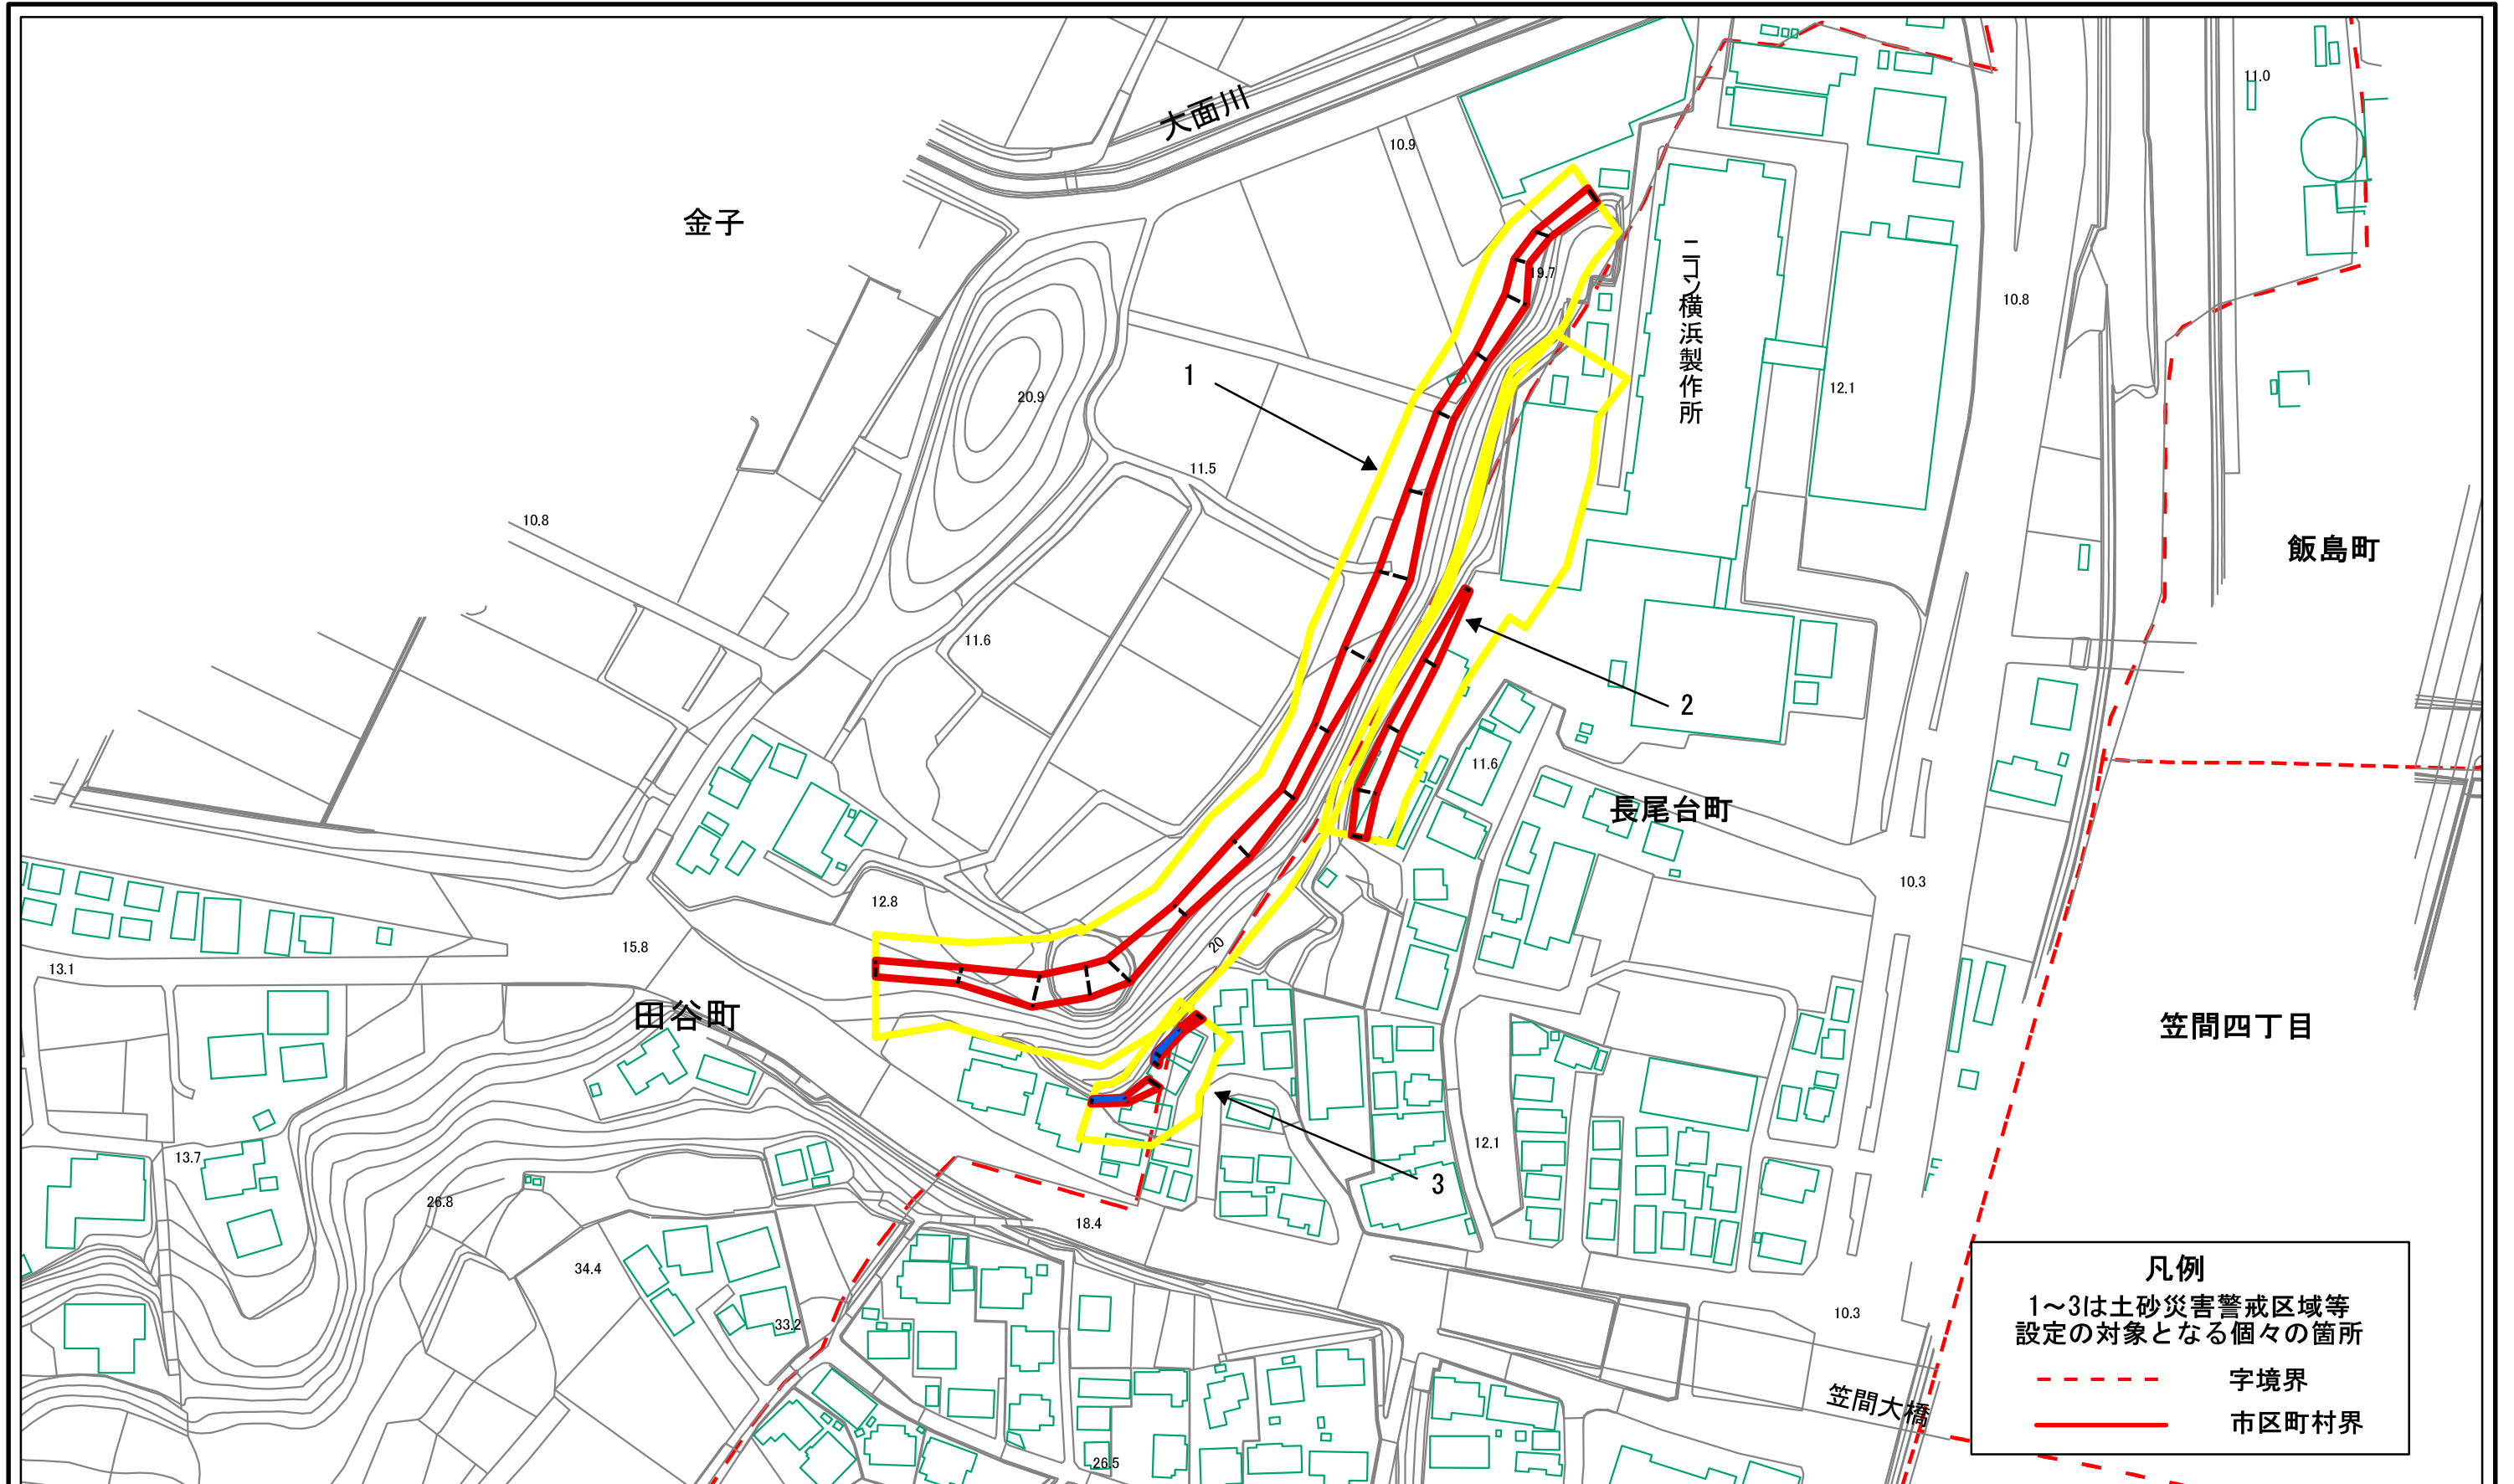 大面川
11.0
10.9
金子
ニコン横浜製作所
19.7
10.8
1
12.1
20.9
11.5
10.8
飯島町
11.6
2
11.6
長尾台町
10.3
12.8
20
15.8
13.1
田谷町
笠間四丁目
12.1
13.7
3
26.8
18.4
34.4
33.2
10.3
笠間大橋
26.5
凡例
1～3は土砂災害警戒区域等
設定の対象となる個々の箇所
字境界
市区町村界